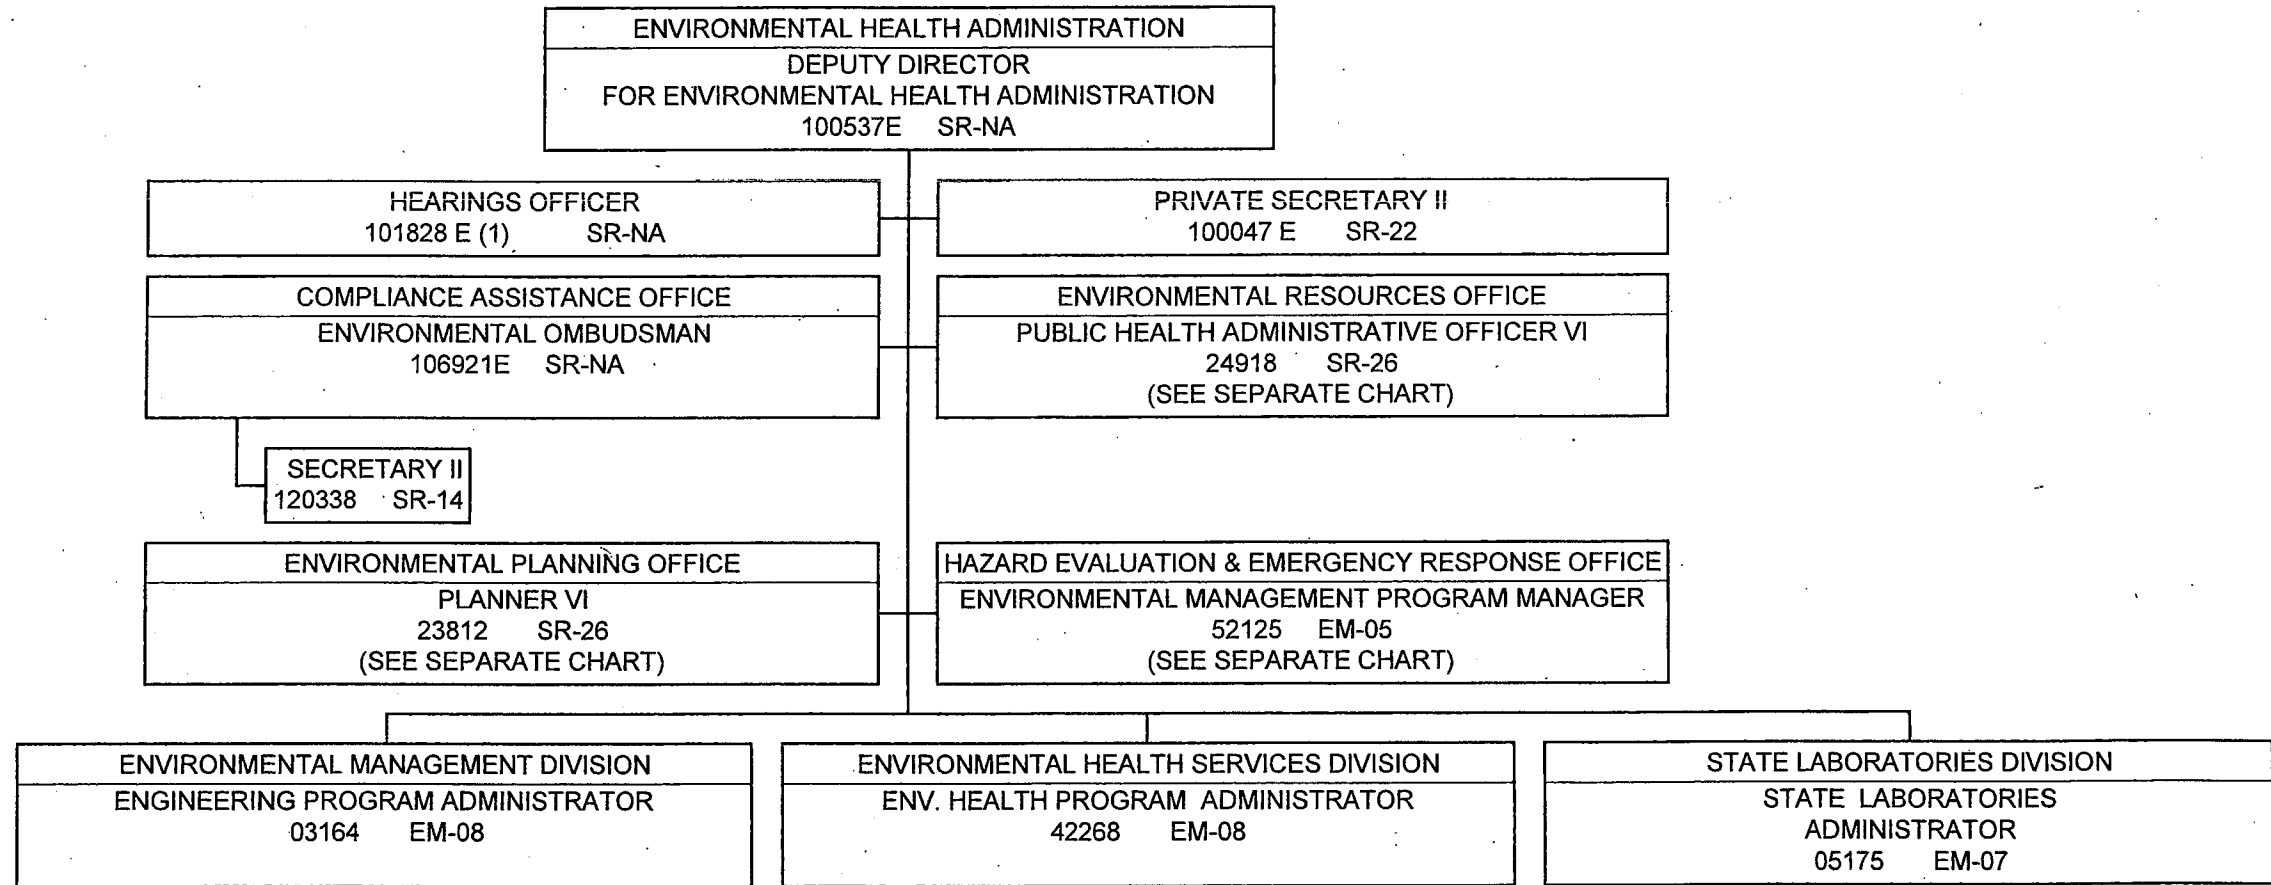 ENVIRONMENTAL HEALTH ADMINISTRATION
DEPUTY DIRECTOR
FOR ENVIRONMENTAL HEALTH ADMINISTRATION
100537E SR-NA
HEARINGS OFFICER
101828 E (1) SR-NA
PRIVATE SECRETARY II
100047 E SR-22
COMPLIANCE ASSISTANCE OFFICE
ENVIRONMENTAL OMBUDSMAN
106921E SR-NA
ENVIRONMENTAL RESOURCES OFFICE
PUBLIC HEALTH ADMINISTRATIVE OFFICER VI
24918 SR-26
(SEE SEPARATE CHART)
SECRETARY II
120338 SR-14
ENVIRONMENTAL PLANNING OFFICE
PLANNER VI
23812 SR-26
(SEE SEPARATE CHART)
HAZARD EVALUATION & EMERGENCY RESPONSE OFFICE
ENVIRONMENTAL MANAGEMENT PROGRAM MANAGER
52125 EM-05
(SEE SEPARATE CHART)
ENVIRONMENTAL MANAGEMENT DIVISION
ENGINEERING PROGRAM ADMINISTRATOR
03164 EM-08
ENVIRONMENTAL HEALTH SERVICES DIVISION
ENV. HEALTH PROGRAM ADMINISTRATOR
42268 EM-08
STATE LABORATORIES DIVISION
STATE LABORATORIES
ADMINISTRATOR
05175 EM-07